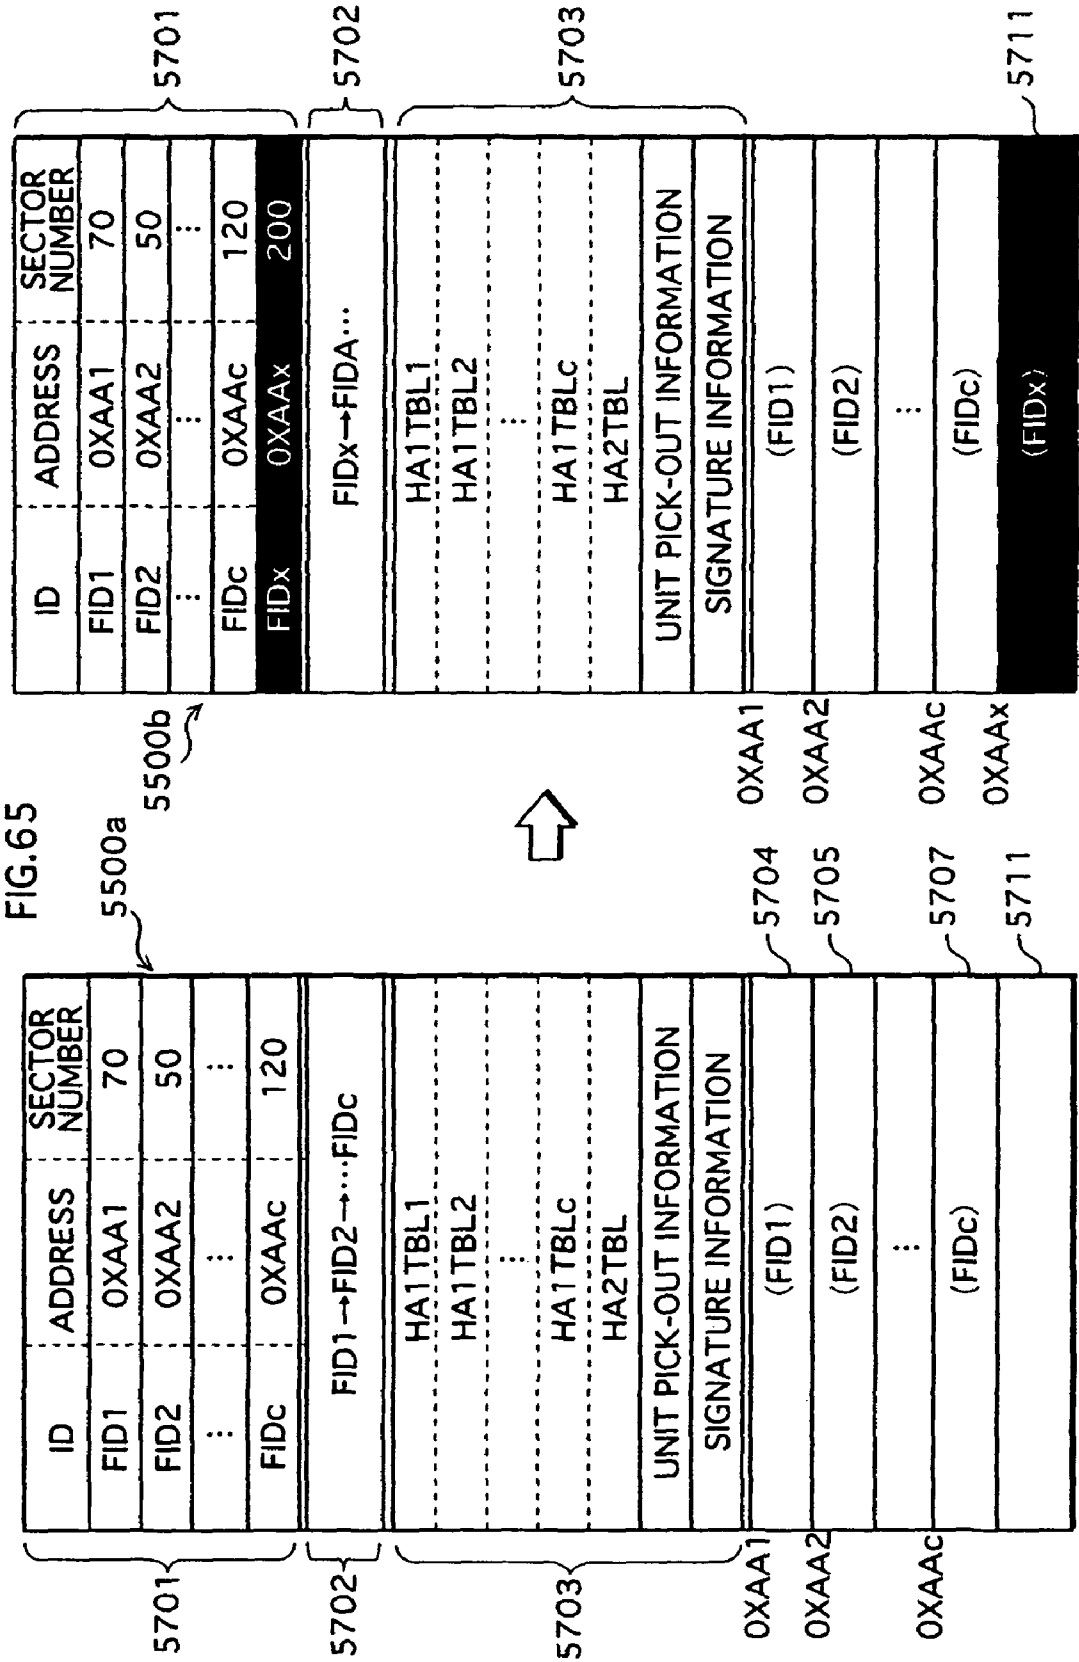 FIG.65
5500a
5701
ID ADDRESS SECTOR NUMBER
FID1 0XAA1 70
FID2 0XAA2 50
... ... ...
FIDc 0XAAc 120
5702
FID1→FID2→···FIDc
5703
HA1TBL1
HA1TBL2
...
HA1TBLc
HA2TBL
UNIT PICK-OUT INFORMATION
SIGNATURE INFORMATION
0XAA1 (FID1) 5704
0XAA2 (FID2) 5705
...
0XAAc (FIDc) 5707
5711
5500b
ID ADDRESS SECTOR NUMBER
5701
FID1 0XAA1 70
FID2 0XAA2 50
... ... ...
FIDc 0XAAc 120
FIDx 0XAAx 200
FIDx→FIDA···
5702
HA1TBL1
HA1TBL2
...
HA1TBLc
HA2TBL
UNIT PICK-OUT INFORMATION
SIGNATURE INFORMATION
5703
0XAA1 (FID1)
0XAA2 (FID2)
...
0XAAc (FIDc)
0XAAx (FIDx) 5711